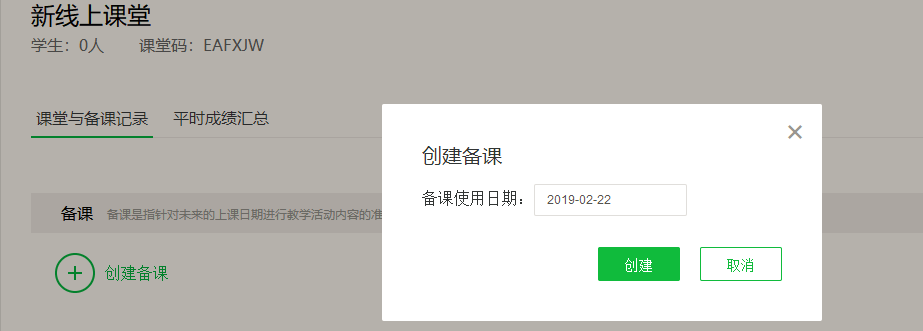 新线上课堂
学生：0人 课堂码：EAFXJW
课堂与备课记录 平时成绩汇总
备课 备课是指针对未来的上课日期进行教学活动内容的准
创建备课
创建备课
备课使用日期： 2019-02-22
创建 取消